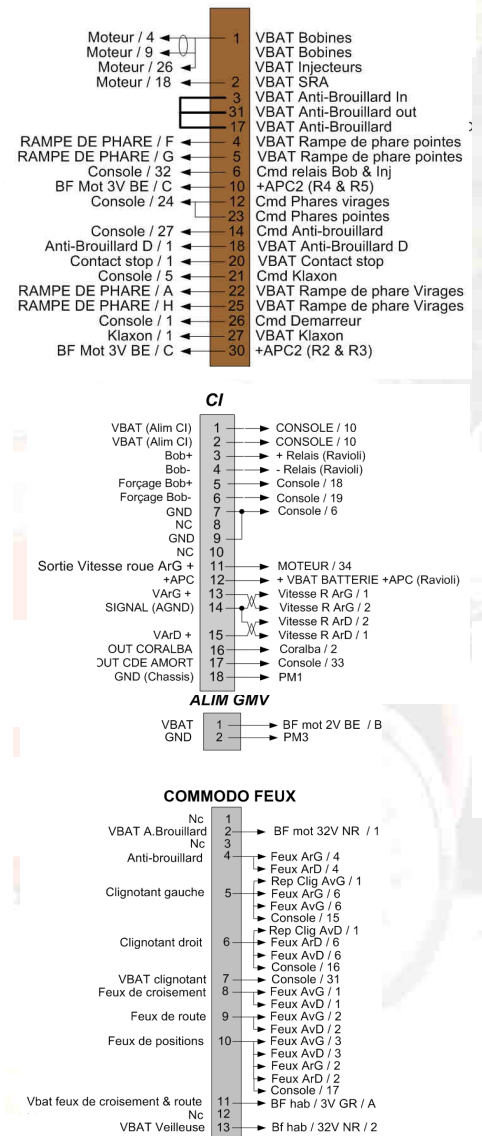 Moteur / 4 1 VBAT Bobines
Moteur / 9 VBAT Bobines
Moteur / 26 VBAT Injecteurs
Moteur / 18 2 VBAT SRA
3 VBAT Anti-Brouillard In
31 VBAT Anti-Brouillard out
17 VBAT Anti-Brouillard
RAMPE DE PHARE / F 4 VBAT Rampe de phare pointes
RAMPE DE PHARE / G 5 VBAT Rampe de phare pointes
Console / 32 6 Cmd relais Bob & Inj
BF Mot 3V BE / C 10 +APC2 (R4 & R5)
Console / 24 12 Cmd Phares virages
23 Cmd Phares pointes
Console / 27 14 Cmd Anti-brouillard
Anti-Brouillard D / 1 18 VBAT Anti-Brouillard D
Contact stop / 1 20 VBAT Contact stop
Console / 5 21 Cmd Klaxon
RAMPE DE PHARE / A 22 VBAT Rampe de phare Virages
RAMPE DE PHARE / H 25 VBAT Rampe de phare Virages
Console / 1 26 Cmd Demarreur
Klaxon / 1 27 VBAT Klaxon
BF Mot 3V BE / C 30 +APC2 (R2 & R3)
CI
VBAT (Alim CI) 1 CONSOLE / 10
VBAT (Alim CI) 2 CONSOLE / 10
Bob+ 3 + Relais (Ravioli)
Bob- 4 - Relais (Ravioli)
Forçage Bob+ 5 Console / 18
Forçage Bob- 6 Console / 19
GND 7 Console / 6
NC 8
GND 9
NC 10
Sortie Vitesse roue ArG + 11 MOTEUR / 34
+APC 12 + VBAT BATTERIE +APC (Ravioli)
VArG + 13 Vitesse R ArG / 1
SIGNAL (AGND) 14 Vitesse R ArG / 2
Vitesse R ArD / 2
VArD + 15 Vitesse R ArD / 1
OUT CORALBA 16 Coralba / 2
OUT CDE AMORT 17 Console / 33
GND (Chassis) 18 PM1
ALIM GMV
VBAT 1 BF mot 2V BE / B
GND 2 PM3
COMMODO FEUX
Nc 1
VBAT A.Brouillard 2 BF mot 32V NR / 1
Nc 3
Anti-brouillard 4 Feux ArG / 4
Feux ArD / 4
Rep Clig AvG / 1
Clignotant gauche 5 Feux ArG / 6
Feux AvG / 6
Console / 15
Rep Clig AvD / 1
Clignotant droit 6 Feux ArD / 6
Feux AvD / 6
Console / 16
VBAT clignotant 7 Console / 31
Feux de croisement 8 Feux AvG / 1
Feux AvD / 1
Feux de route 9 Feux AvG / 2
Feux AvD / 2
Feux de positions 10 Feux AvG / 3
Feux AvD / 3
Feux ArG / 2
Feux ArD / 2
Console / 17
Vbat feux de croisement & route 11 BF hab / 3V GR / A
Nc 12
VBAT Veilleuse 13 Bf hab / 32V NR / 2